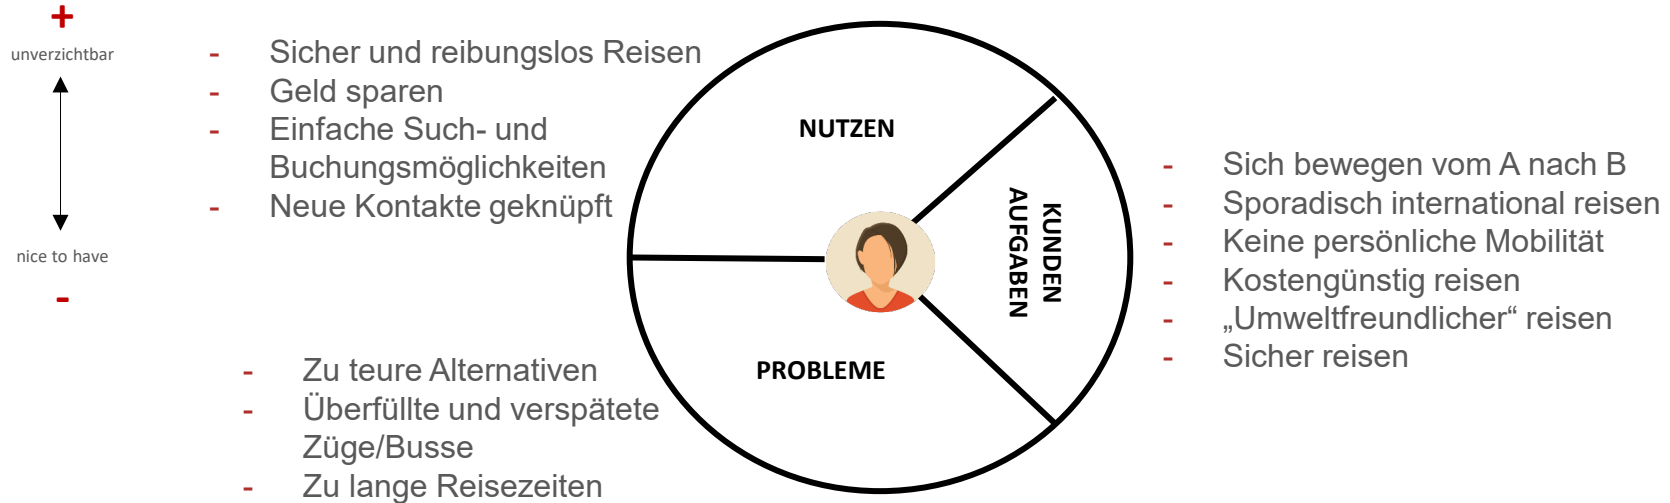 +
unverzichtbar
nice to have
-
- Sicher und reibungslos Reisen
- Geld sparen
- Einfache Such- und
Buchungsmöglichkeiten
- Neue Kontakte geknüpft
NUTZEN
KUNDEN
AUFGABEN
PROBLEME
- Sich bewegen vom A nach B
- Sporadisch international reisen
- Keine persönliche Mobilität
- Kostengünstig reisen
- „Umweltfreundlicher“ reisen
- Sicher reisen
- Zu teure Alternativen
- Überfüllte und verspätete
Züge/Busse
- Zu lange Reisezeiten